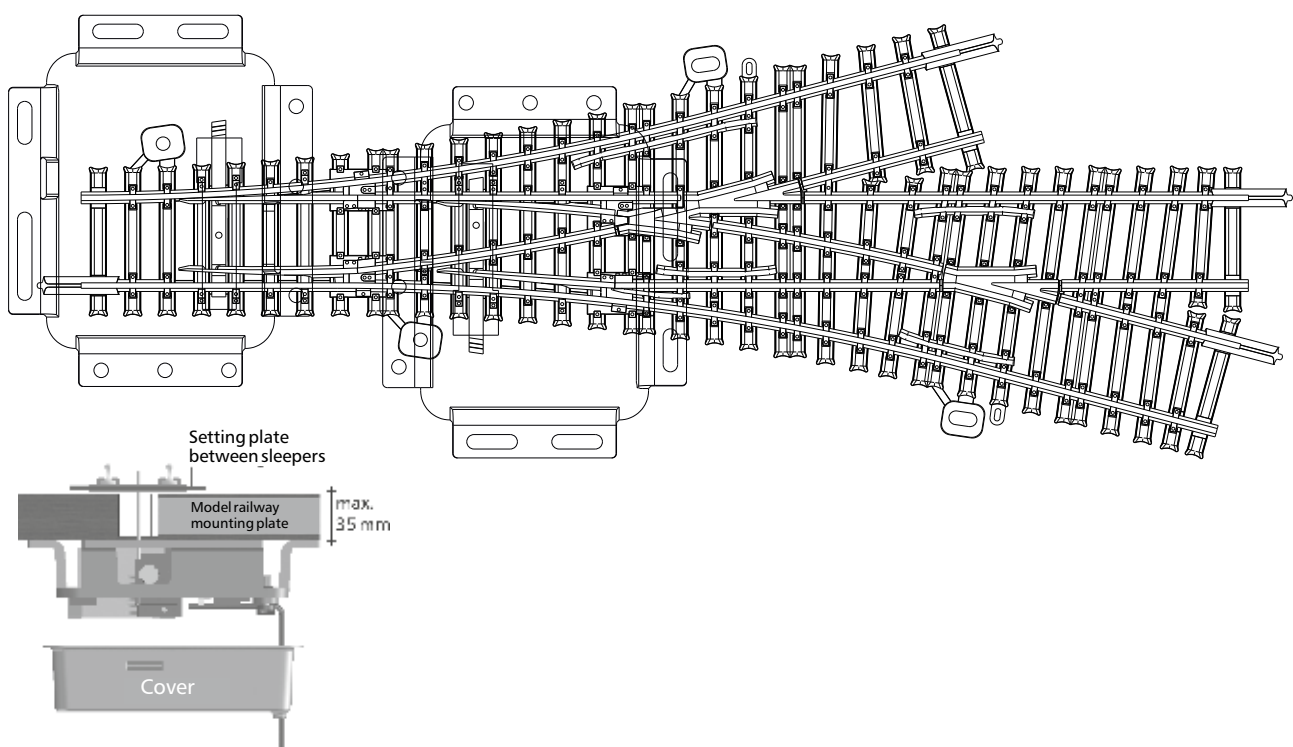 Setting plate
between sleepers
Model railway
mounting plate
max.
35 mm
Cover